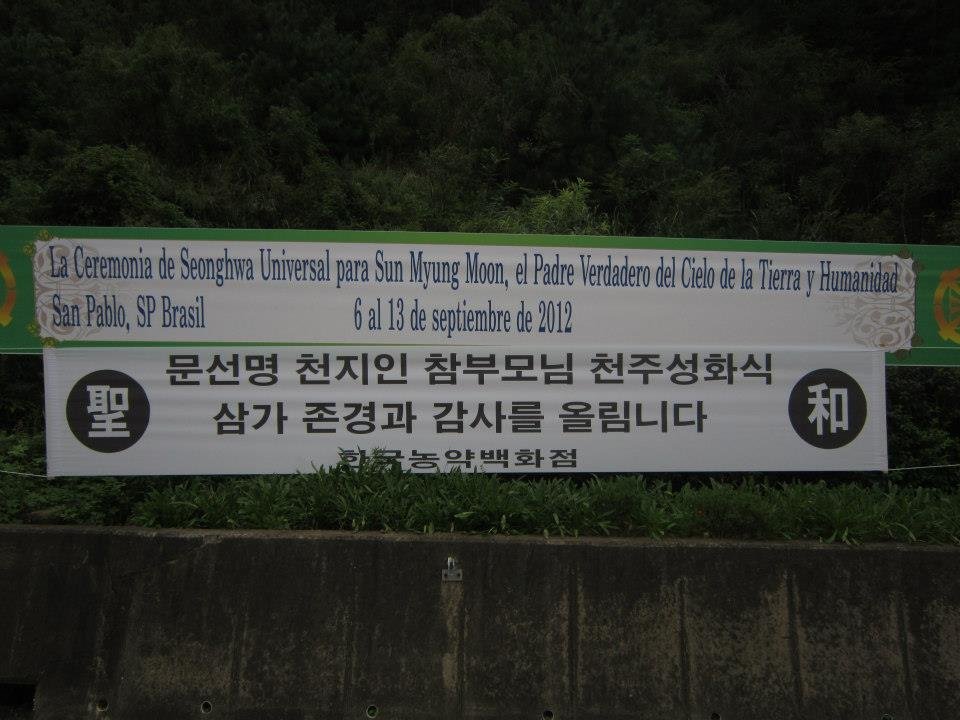 La Ceremonia de Seonghwa Universal para Sun Myung Moon, el Padre Verdadero del Cielo de la Tierra y Humanidad
San Pablo, SP Brasil 6 al 13 de septiembre de 2012
문선명 천지인 참부모님 천주성화식
聖 삼가 존경과 감사를 올림니다 和
한국농약백화점